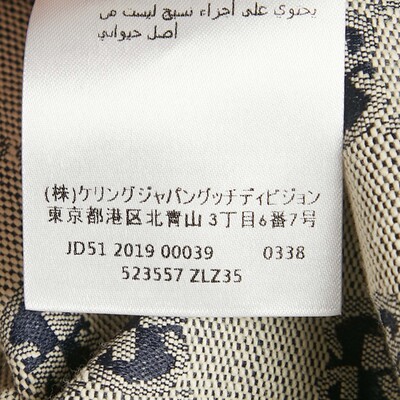 يحتوي على أجزاء نسيج ليست من
أصل حيواني
(株)ケリングジャパングッチディビジョン
東京都港区北青山3丁目6番7号
JD51 2019 00039 0338
523557 ZLZ35